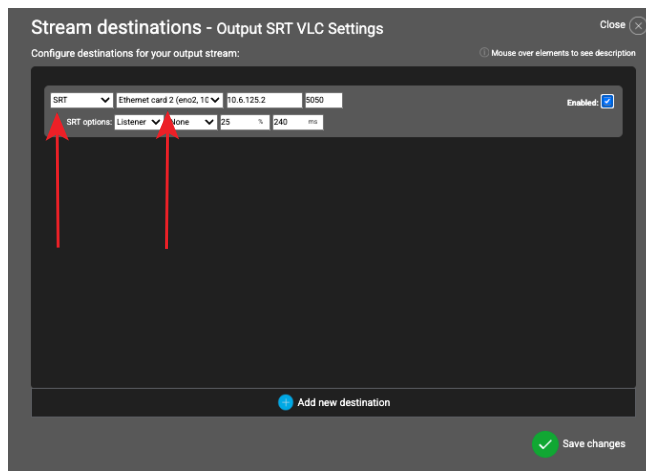 Stream destinations - Output SRT VLC Settings
Close
Configure destinations for your output stream:
Mouse over elements to see description
SRT Ethernet card 2 (eno2, 10 10.6.125.2 5050 Enabled:
SRT options: Listener None 25 % 240 ms
Add new destination
Save changes